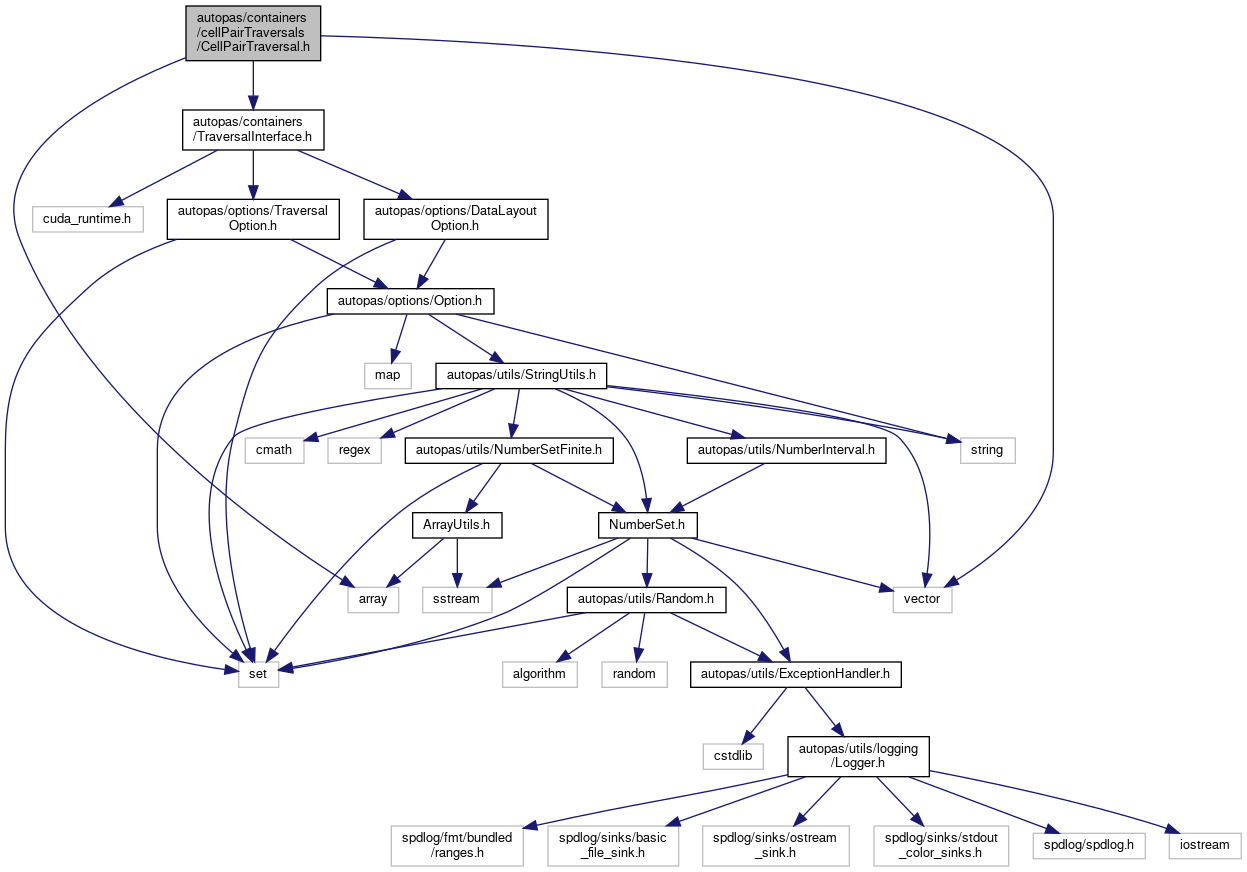 autopas/containers
/cellPairTraversals
/CellPairTraversal.h
autopas/containers
/TraversalInterface.h
cuda_runtime.h
autopas/options/Traversal
Option.h
autopas/options/DataLayout
Option.h
autopas/options/Option.h
map
autopas/utils/StringUtils.h
cmath
regex
autopas/utils/NumberSetFinite.h
autopas/utils/NumberInterval.h
string
ArrayUtils.h
NumberSet.h
array
sstream
autopas/utils/Random.h
vector
set
algorithm
random
autopas/utils/ExceptionHandler.h
cstdlib
autopas/utils/logging
/Logger.h
spdlog/fmt/bundled
/ranges.h
spdlog/sinks/basic
_file_sink.h
spdlog/sinks/ostream
_sink.h
spdlog/sinks/stdout
_color_sinks.h
spdlog/spdlog.h
iostream